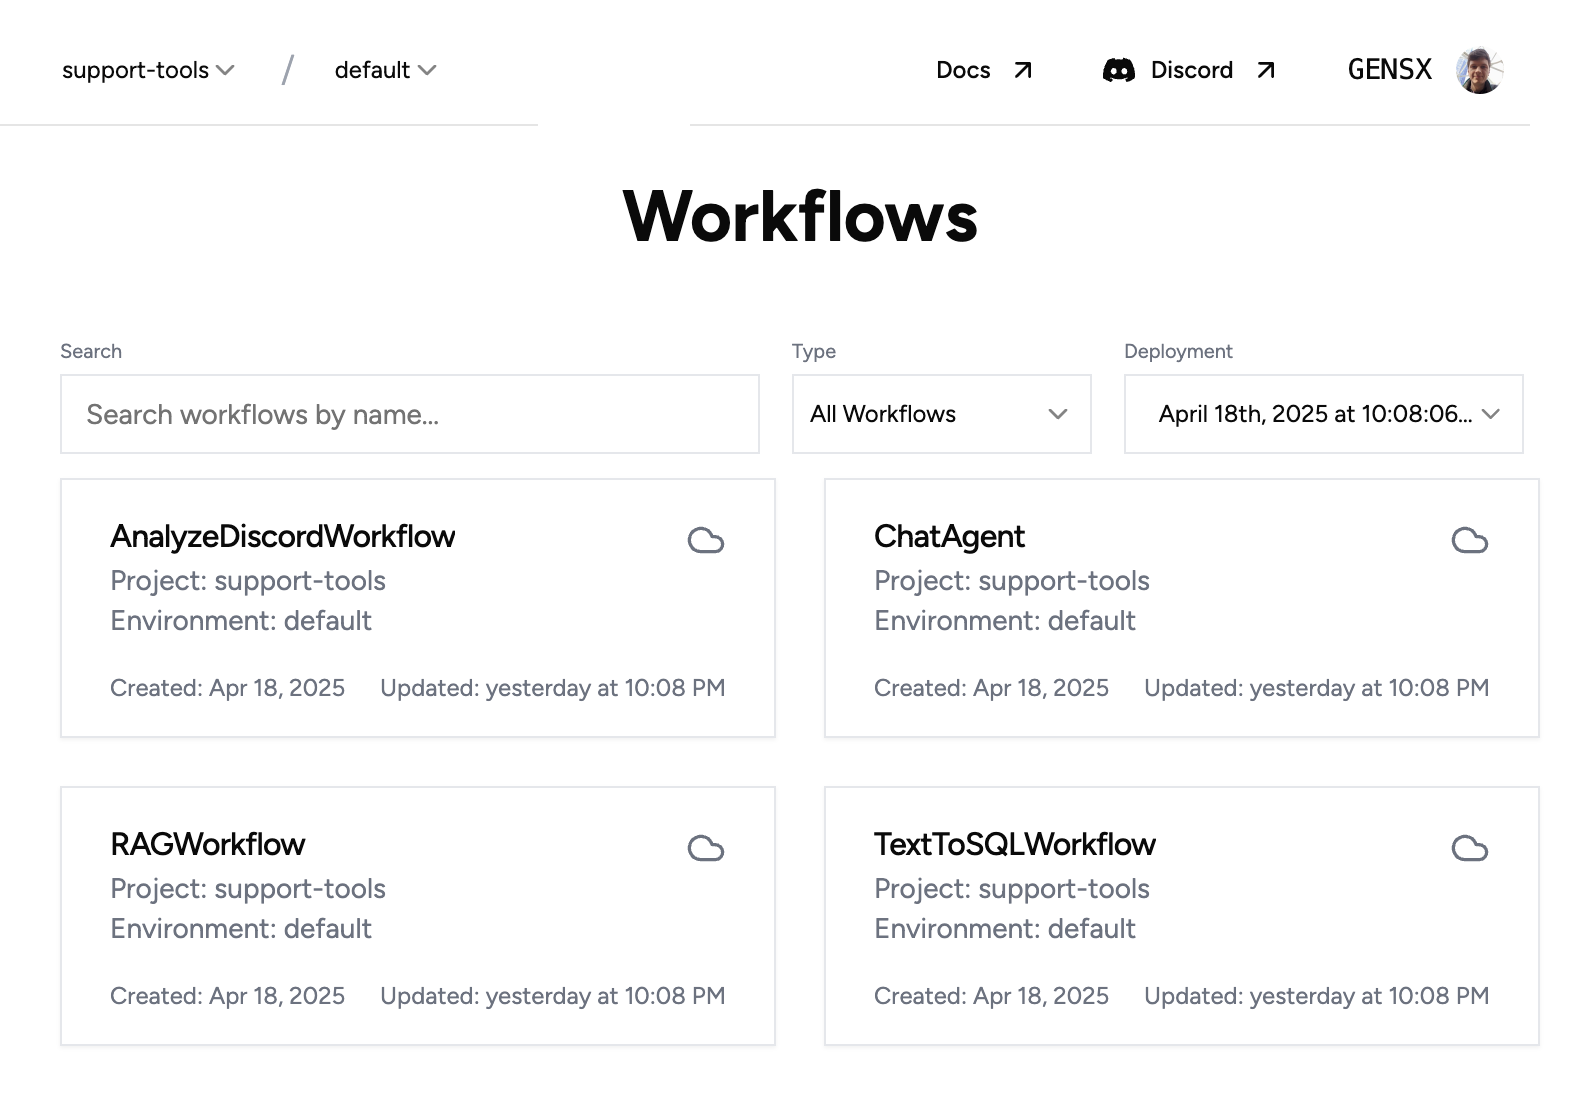 support-tools / default Docs Discord GENSX
Workflows
Search Type Deployment
Search workflows by name... All Workflows April 18th, 2025 at 10:08:06...
AnalyzeDiscordWorkflow
Project: support-tools
Environment: default
Created: Apr 18, 2025 Updated: yesterday at 10:08 PM
ChatAgent
Project: support-tools
Environment: default
Created: Apr 18, 2025 Updated: yesterday at 10:08 PM
RAGWorkflow
Project: support-tools
Environment: default
Created: Apr 18, 2025 Updated: yesterday at 10:08 PM
TextToSQLWorkflow
Project: support-tools
Environment: default
Created: Apr 18, 2025 Updated: yesterday at 10:08 PM